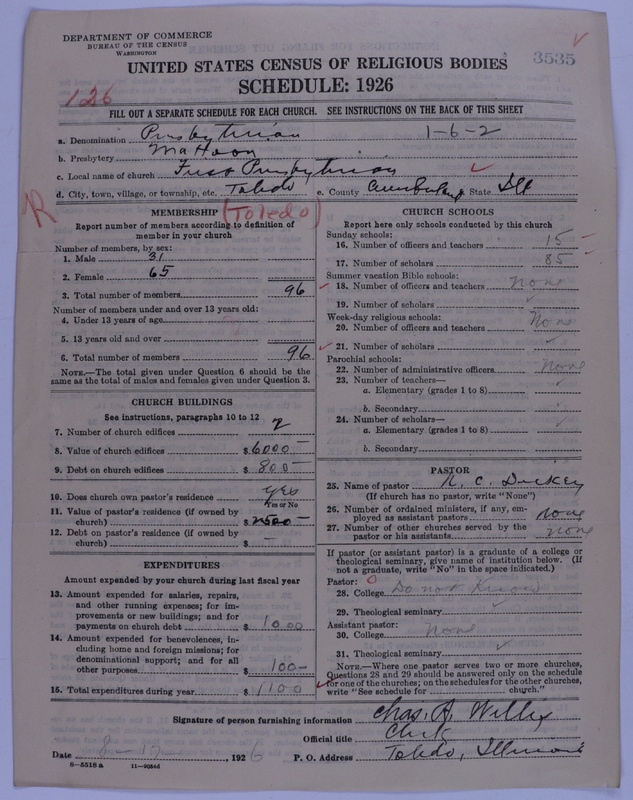 DEPARTMENT OF COMMERCE
BUREAU OF THE CENSUS
WASHINGTON
3535
UNITED STATES CENSUS OF RELIGIOUS BODIES
SCHEDULE: 1926
126
FILL OUT A SEPARATE SCHEDULE FOR EACH CHURCH. SEE INSTRUCTIONS ON THE BACK OF THIS SHEET
a. Denomination Presbyterian 1-6-2
b. Presbytery Mattoon
c. Local name of church First Presbyterian
d. City, town, village, or township, etc. Toledo e. County Cumberland State Ill
R (Toledo)
MEMBERSHIP
Report number of members according to definition of
member in your church
Number of members, by sex:
1. Male 31
2. Female 65
3. Total number of members 96
Number of members under and over 13 years old:
4. Under 13 years of age
5. 13 years old and over
6. Total number of members 96
NOTE.—The total given under Question 6 should be
the same as the total of males and females given under Question 3.
CHURCH BUILDINGS
See instructions, paragraphs 10 to 12
7. Number of church edifices 2
8. Value of church edifices $ 6000—
9. Debt on church edifices $ 800—
10. Does church own pastor's residence yes
Yes or No
11. Value of pastor's residence (if owned by
church) $ 2500—
12. Debt on pastor's residence (if owned by
church) $ —
EXPENDITURES
Amount expended by your church during last fiscal year
13. Amount expended for salaries, repairs,
and other running expenses; for im-
provements or new buildings; and for
payments on church debt $ 1000
14. Amount expended for benevolences, in-
cluding home and foreign missions; for
denominational support; and for all
other purposes $ 100—
15. Total expenditures during year $ 1100
CHURCH SCHOOLS
Report here only schools conducted by this church
Sunday schools:
16. Number of officers and teachers 15
17. Number of scholars 85
Summer vacation Bible schools:
18. Number of officers and teachers None
19. Number of scholars
Week-day religious schools:
20. Number of officers and teachers None
21. Number of scholars
Parochial schools:
22. Number of administrative officers None
23. Number of teachers—
a. Elementary (grades 1 to 8)
b. Secondary
24. Number of scholars—
a. Elementary (grades 1 to 8)
b. Secondary
PASTOR
25. Name of pastor N. C. Dickey
(If church has no pastor, write "None")
26. Number of ordained ministers, if any, em-
ployed as assistant pastors none
27. Number of other churches served by the
pastor or his assistants none
If pastor (or assistant pastor) is a graduate of a college or
theological seminary, give name of institution below. (If
not a graduate, write "No" in the space indicated.)
Pastor:
28. College Do not Know
29. Theological seminary
Assistant pastor:
30. College None
31. Theological seminary
NOTE.—Where one pastor serves two or more churches,
Questions 28 and 29 should be answered only on the schedule
for one of the churches; on the schedules for the other churches,
write "See schedule for church."
Signature of person furnishing information Chas. A. Willis
Official title Clerk
Date , 1926 P. O. Address Toledo, Illinois
8—5518a 11—9356d